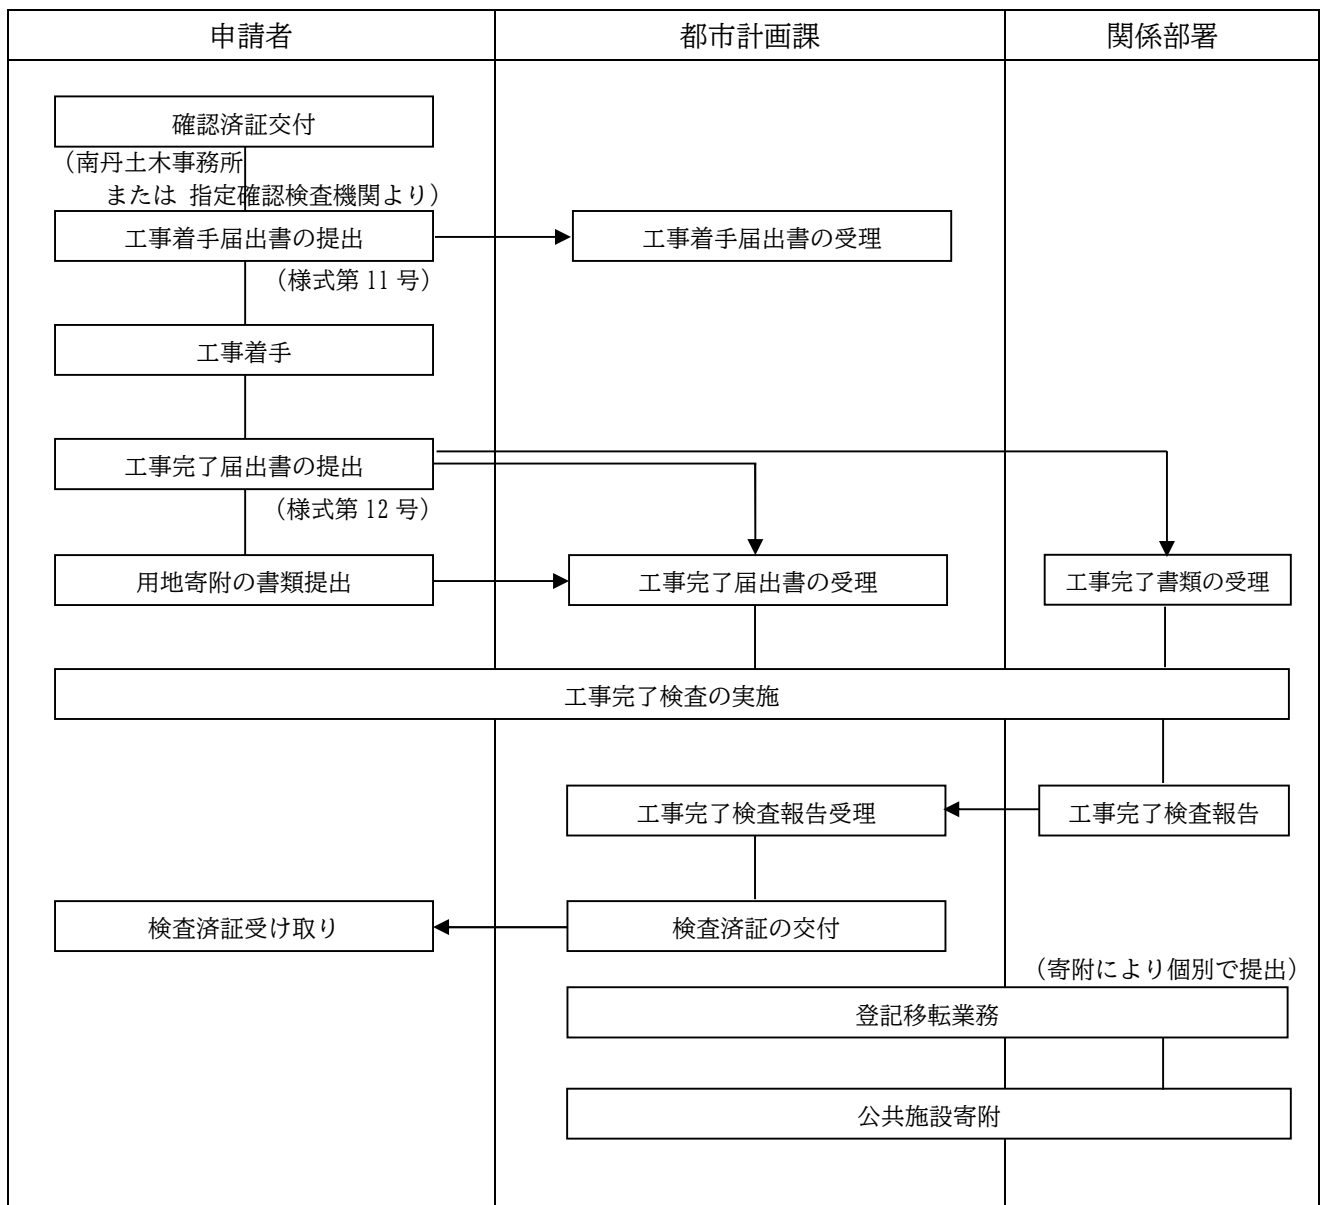 申請者
都市計画課
関係部署
確認済証交付
（南丹土木事務所
または 指定確認検査機関より）
工事着手届出書の提出
工事着手届出書の受理
（様式第 11 号）
工事着手
工事完了届出書の提出
（様式第 12 号）
用地寄附の書類提出
工事完了届出書の受理
工事完了書類の受理
工事完了検査の実施
工事完了検査報告受理
工事完了検査報告
検査済証受け取り
検査済証の交付
（寄附により個別で提出）
登記移転業務
公共施設寄附